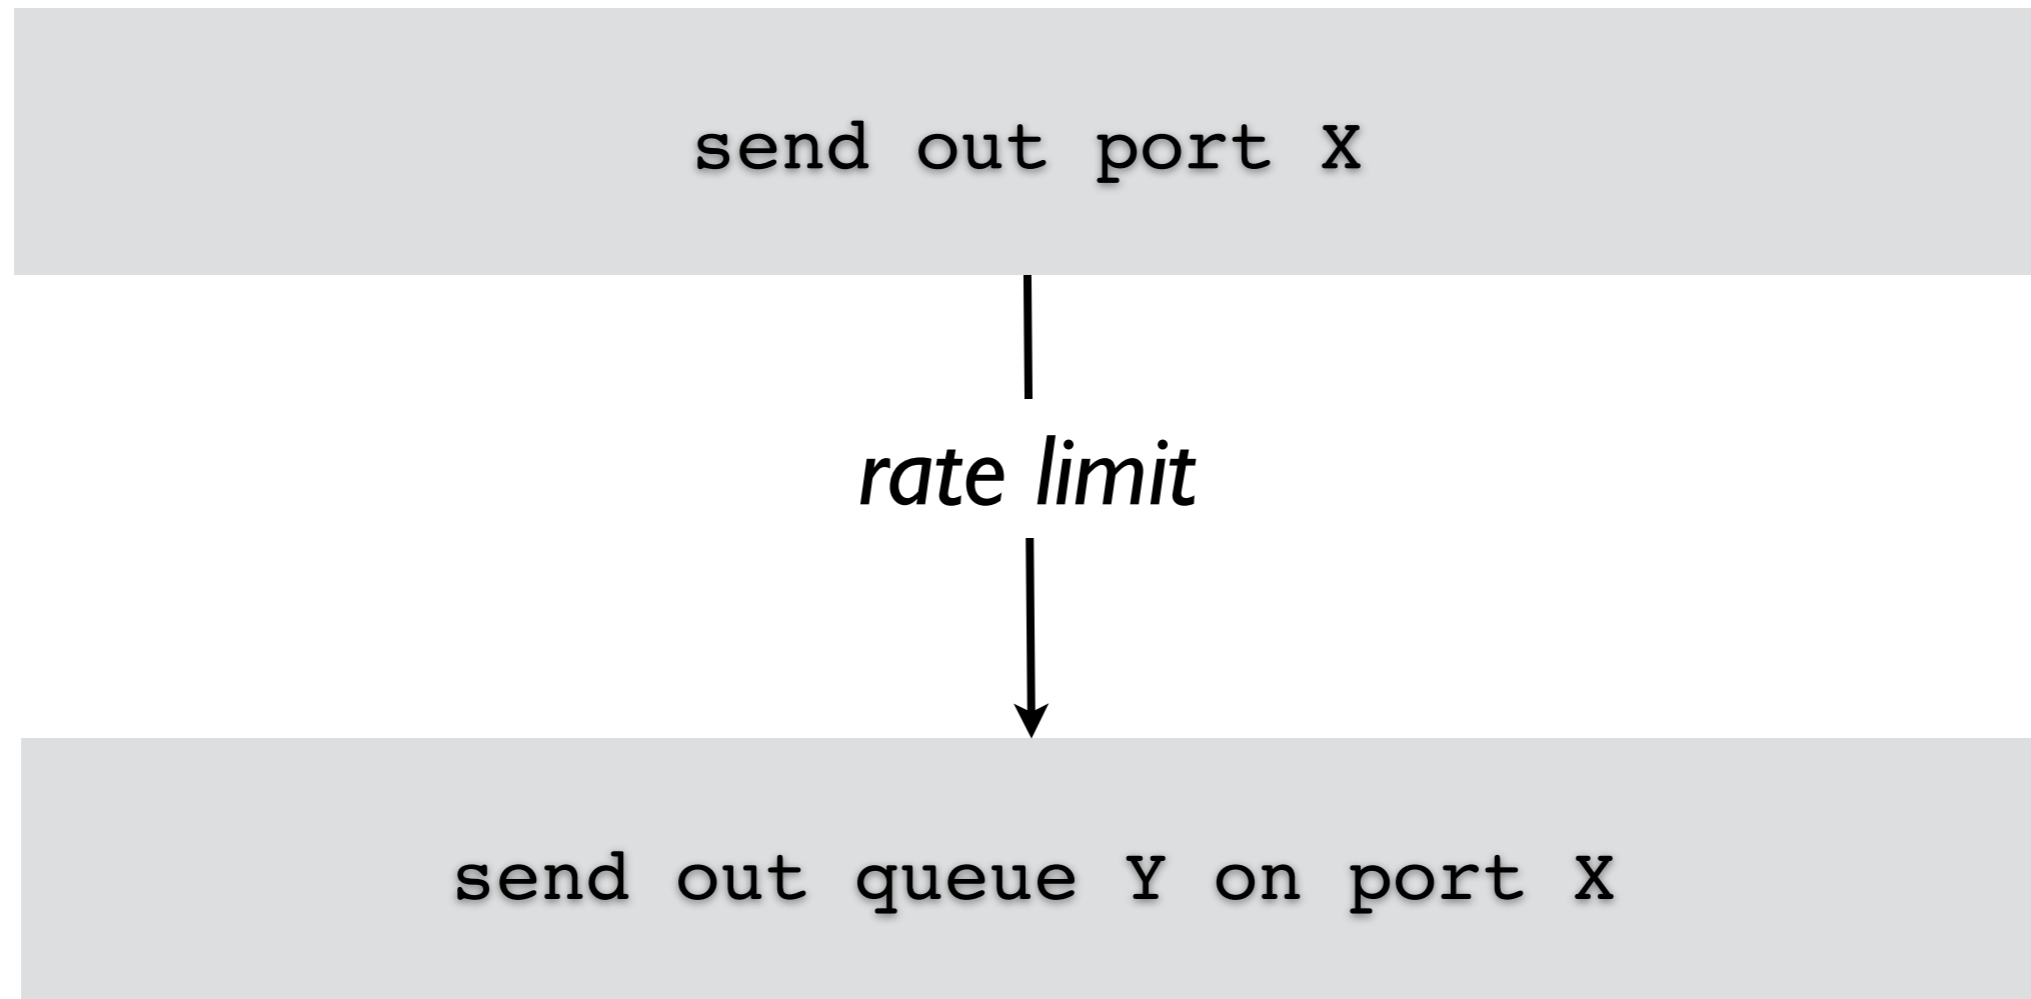 send out port X
rate limit
send out queue Y on port X